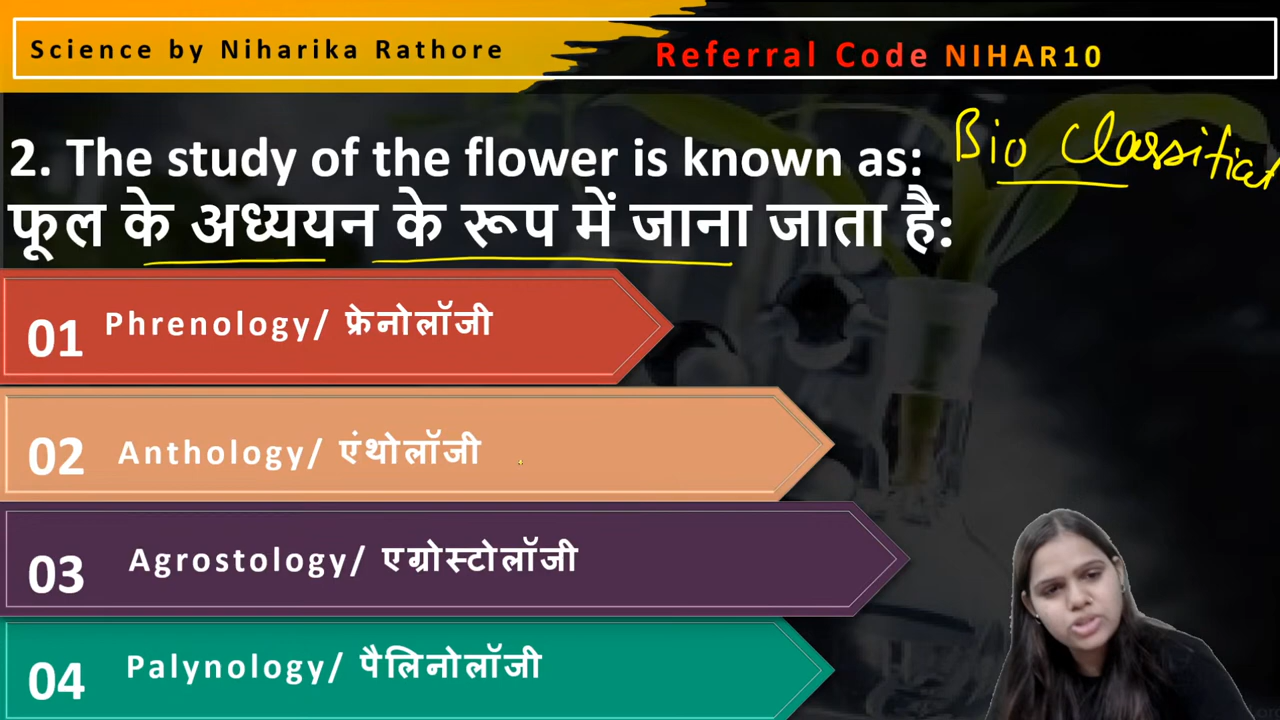 Science by Niharika Rathore
Referral Code NIHAR10
2. The study of the flower is known as:
Bio Classificat
फूल के अध्ययन के रूप में जाना जाता है:
01 Phrenology/ फ्रेनोलॉजी
02 Anthology/ एंथोलॉजी
03 Agrostology/ एग्रोस्टोलॉजी
04 Palynology/ पैलिनोलॉजी